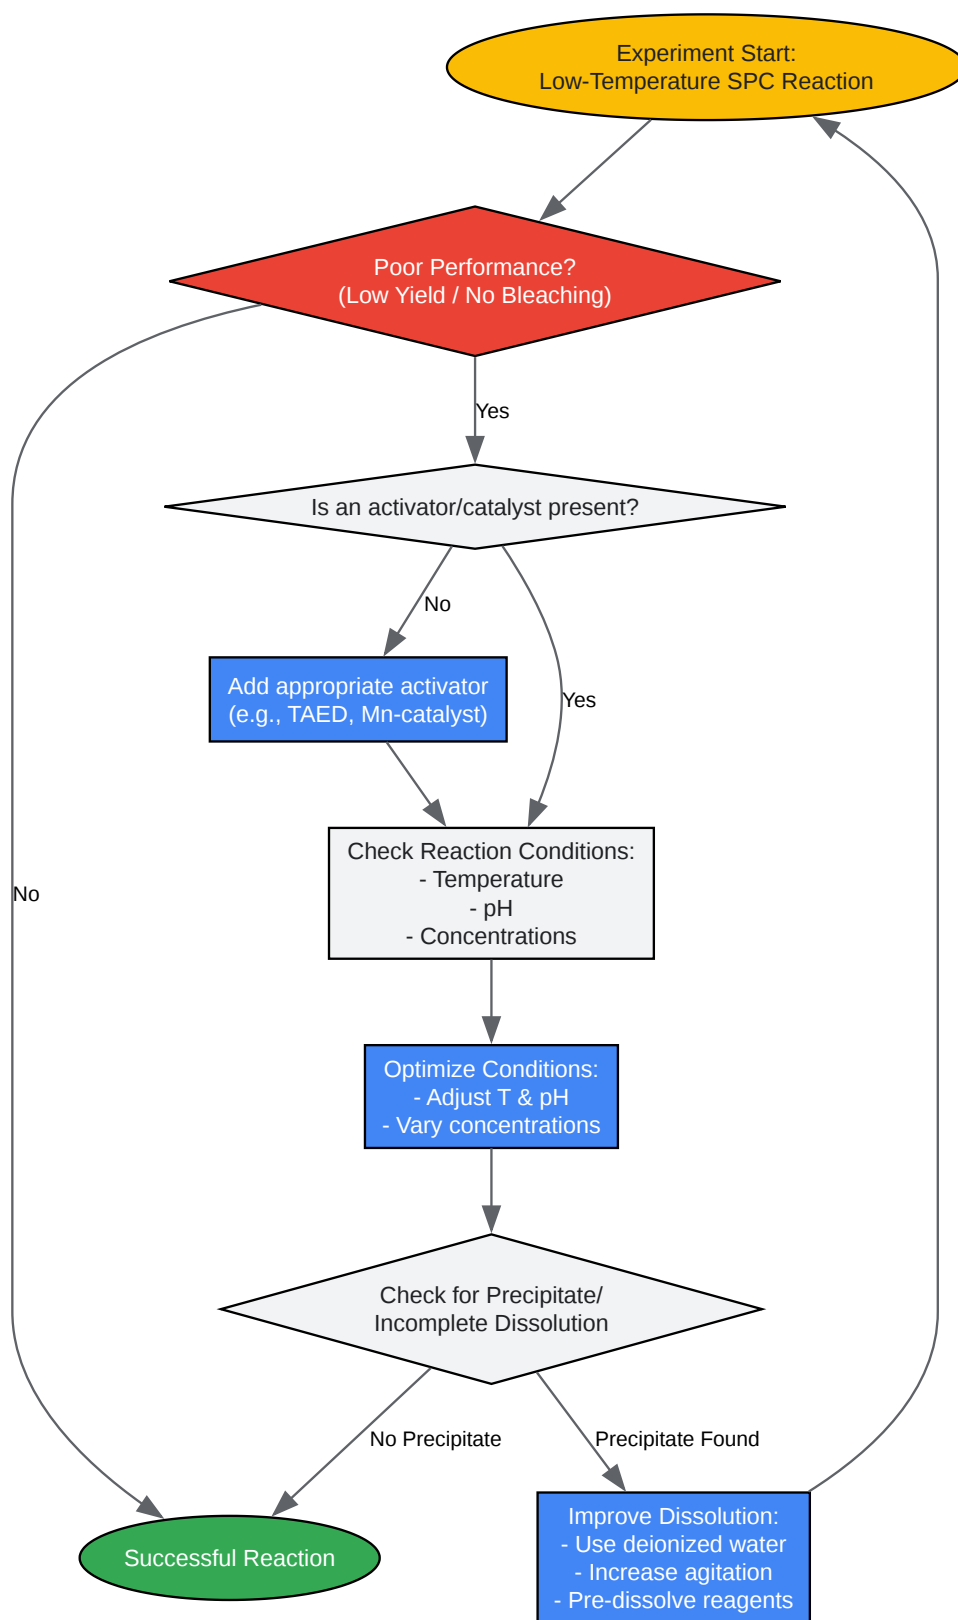 Experiment Start:
Low-Temperature SPC Reaction
Poor Performance?
(Low Yield / No Bleaching)
Yes
Is an activator/catalyst present?
No
Add appropriate activator
(e.g., TAED, Mn-catalyst)
Yes
Check Reaction Conditions:
- Temperature
- pH
- Concentrations
No
Optimize Conditions:
- Adjust T & pH
- Vary concentrations
Check for Precipitate/
Incomplete Dissolution
No Precipitate
Precipitate Found
Successful Reaction
Improve Dissolution:
- Use deionized water
- Increase agitation
- Pre-dissolve reagents